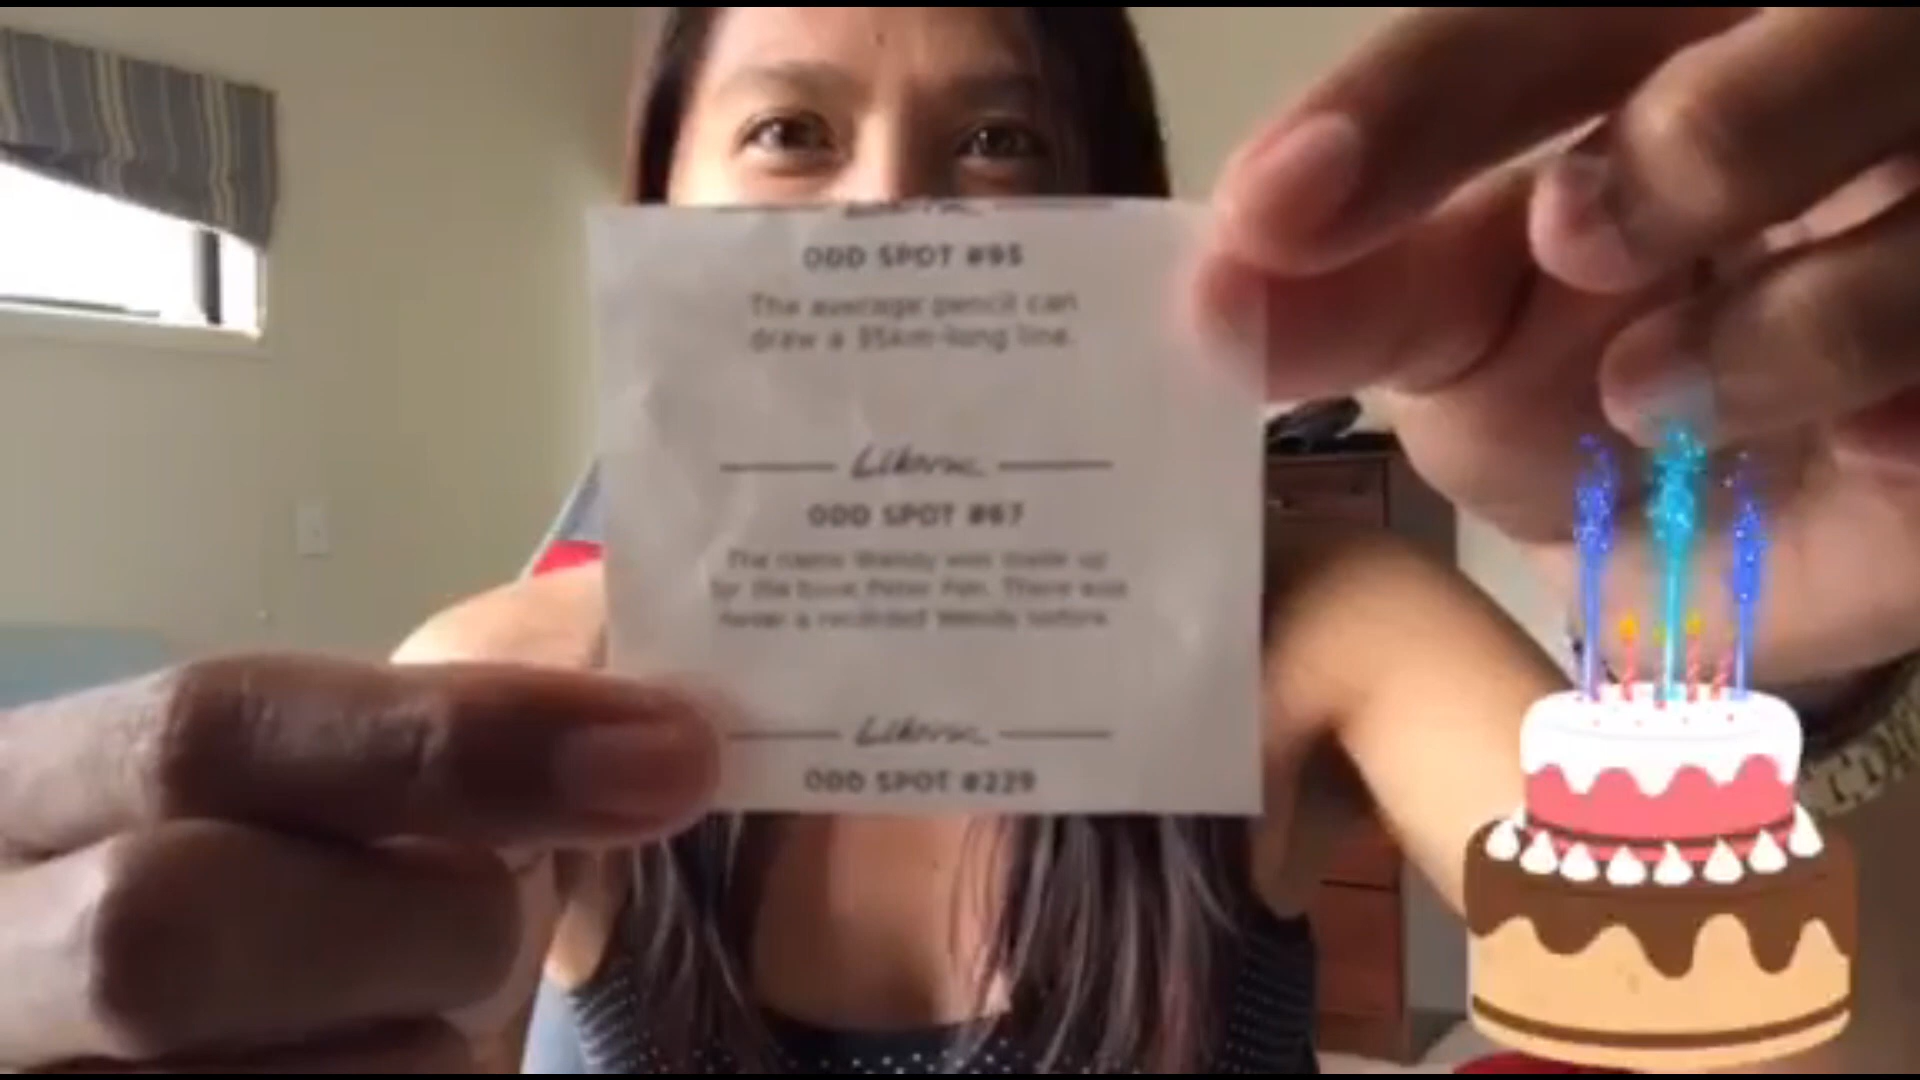 ODD SPOT #95
The average pencil can
draw a 35km-long line.
Libovic
ODD SPOT #67
The name Wendy was made up
for the book Peter Pan. There was
never a recorded Wendy before.
ODD SPOT #229